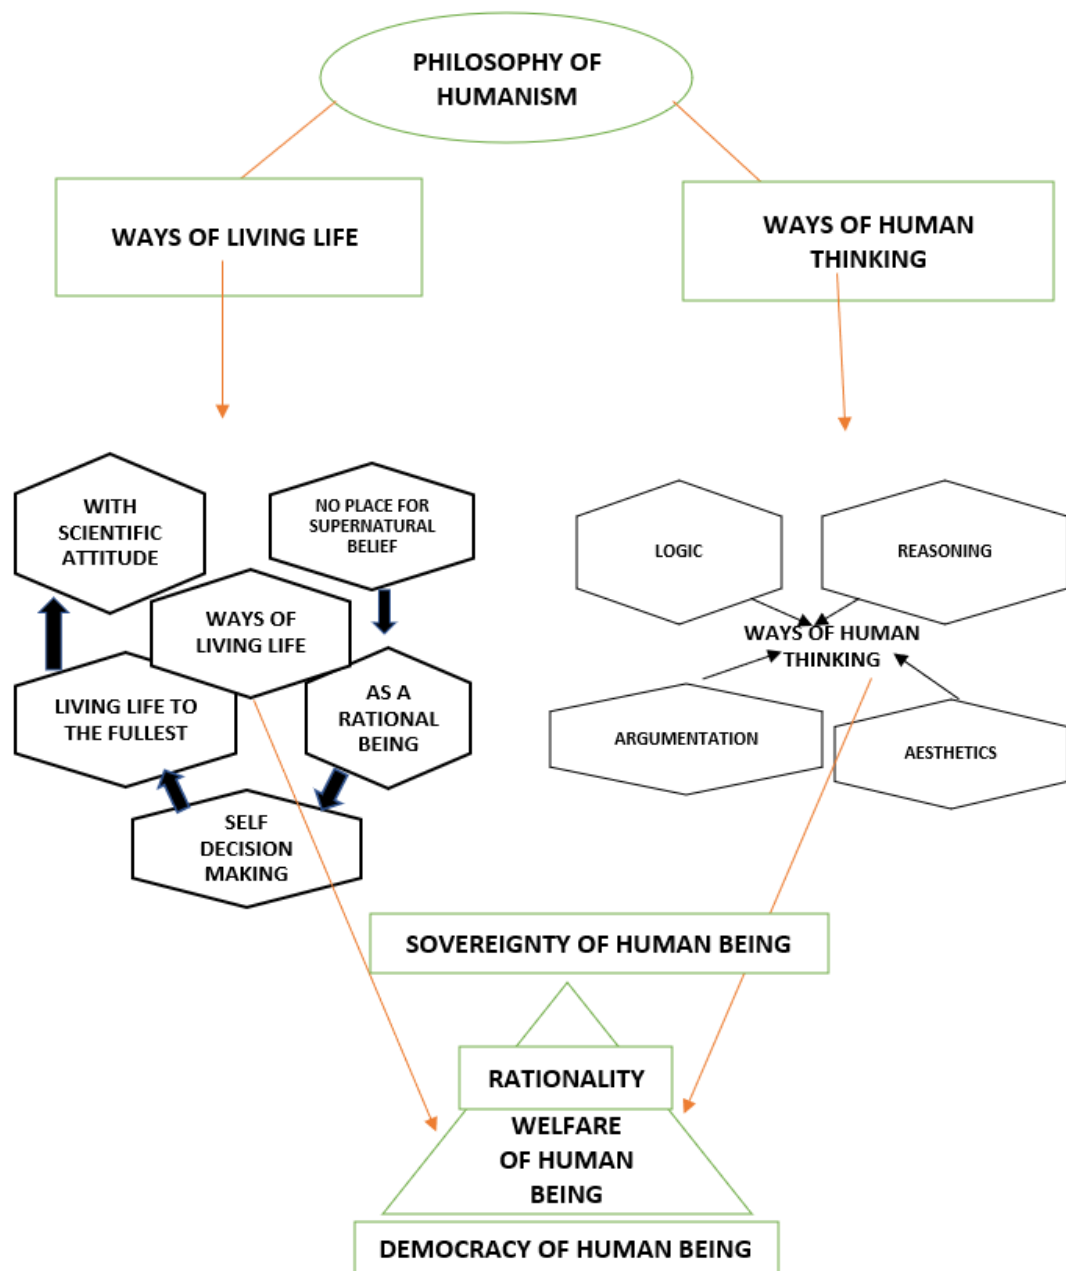 PHILOSOPHY OF
HUMANISM
WAYS OF LIVING LIFE
WAYS OF HUMAN
THINKING
WITH
SCIENTIFIC
ATTITUDE
NO PLACE FOR
SUPERNATURAL
BELIEF
WAYS OF
LIVING LIFE
LIVING LIFE TO
THE FULLEST
AS A
RATIONAL
BEING
SELF
DECISION
MAKING
LOGIC
REASONING
WAYS OF HUMAN
THINKING
ARGUMENTATION
AESTHETICS
SOVEREIGNTY OF HUMAN BEING
RATIONALITY
WELFARE
OF HUMAN
BEING
DEMOCRACY OF HUMAN BEING